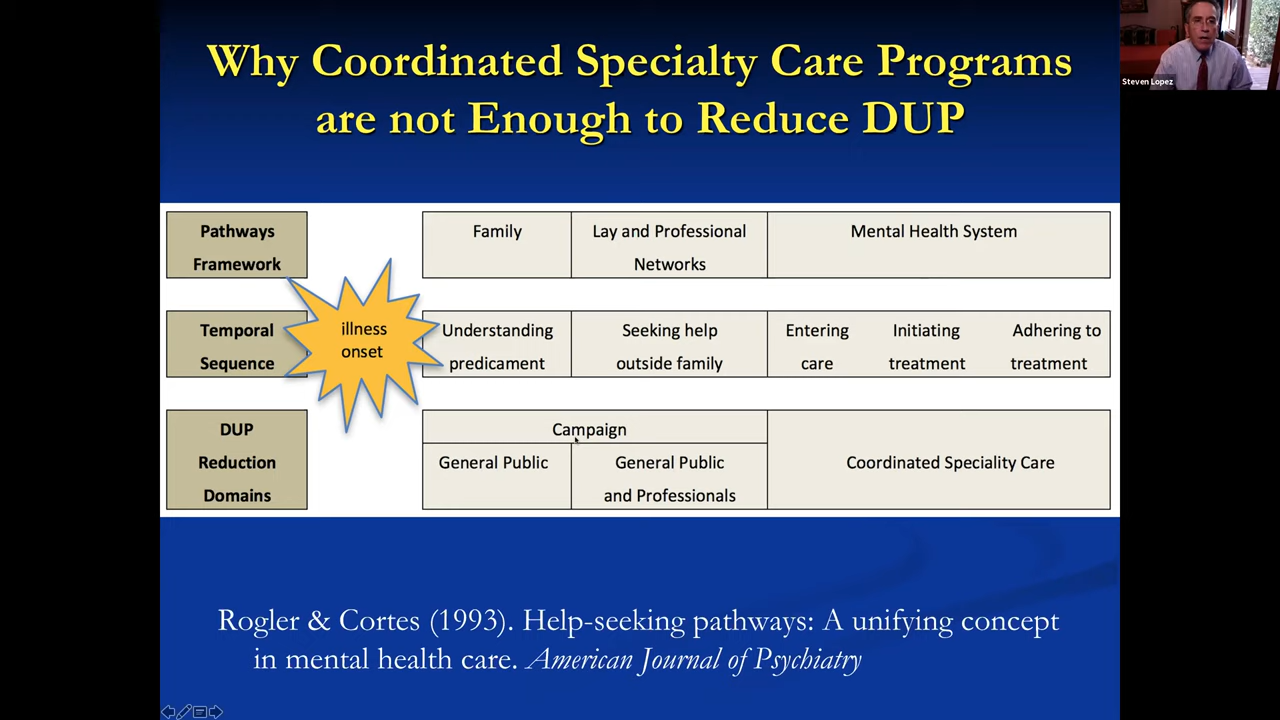 Why Coordinated Specialty Care Programs
are not Enough to Reduce DUP
Steven Lopez
Pathways
Framework
Family
Lay and Professional
Networks
Mental Health System
illness
onset
Temporal
Sequence
Understanding
predicament
Seeking help
outside family
Entering
care
Initiating
treatment
Adhering to
treatment
DUP
Reduction
Domains
Campaign
General Public
General Public
and Professionals
Coordinated Speciality Care
Rogler & Cortes (1993). Help-seeking pathways: A unifying concept
in mental health care. American Journal of Psychiatry